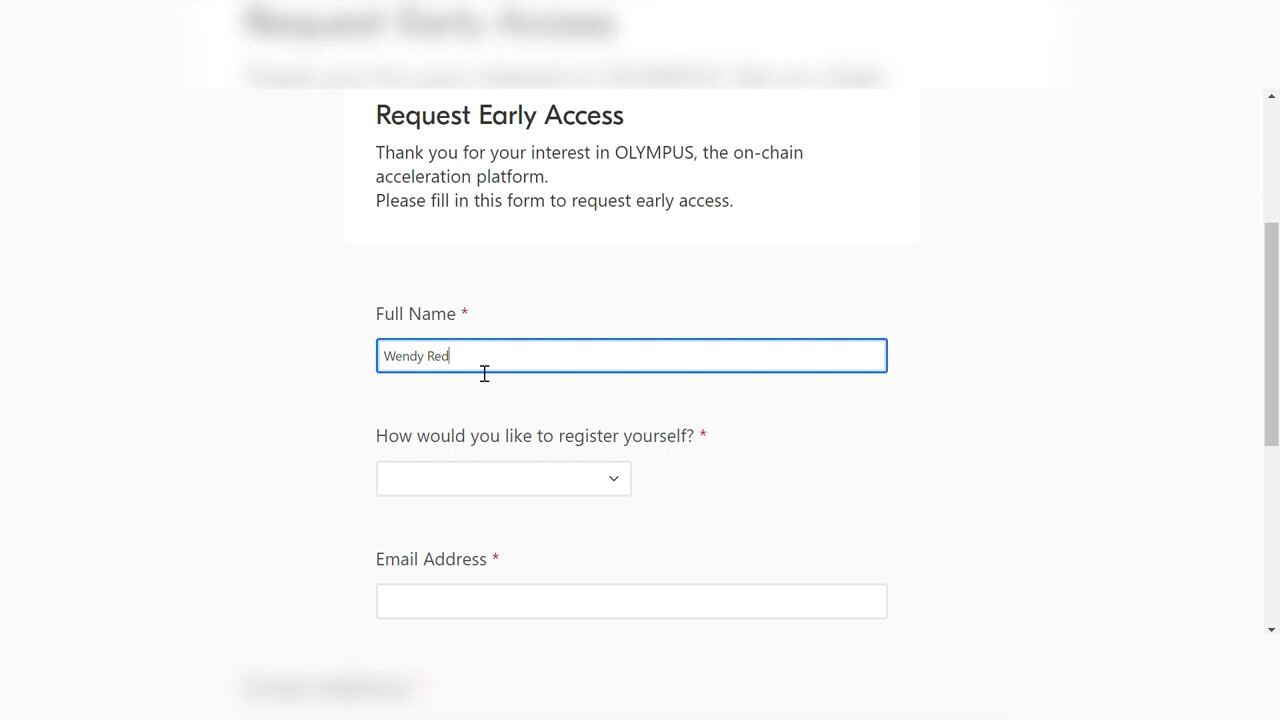 Request Early Access
Thank you for your interest in OLYMPUS, the on-chain
acceleration platform.
Please fill in this form to request early access.
Full Name *
Wendy Red
How would you like to register yourself? *
Email Address *